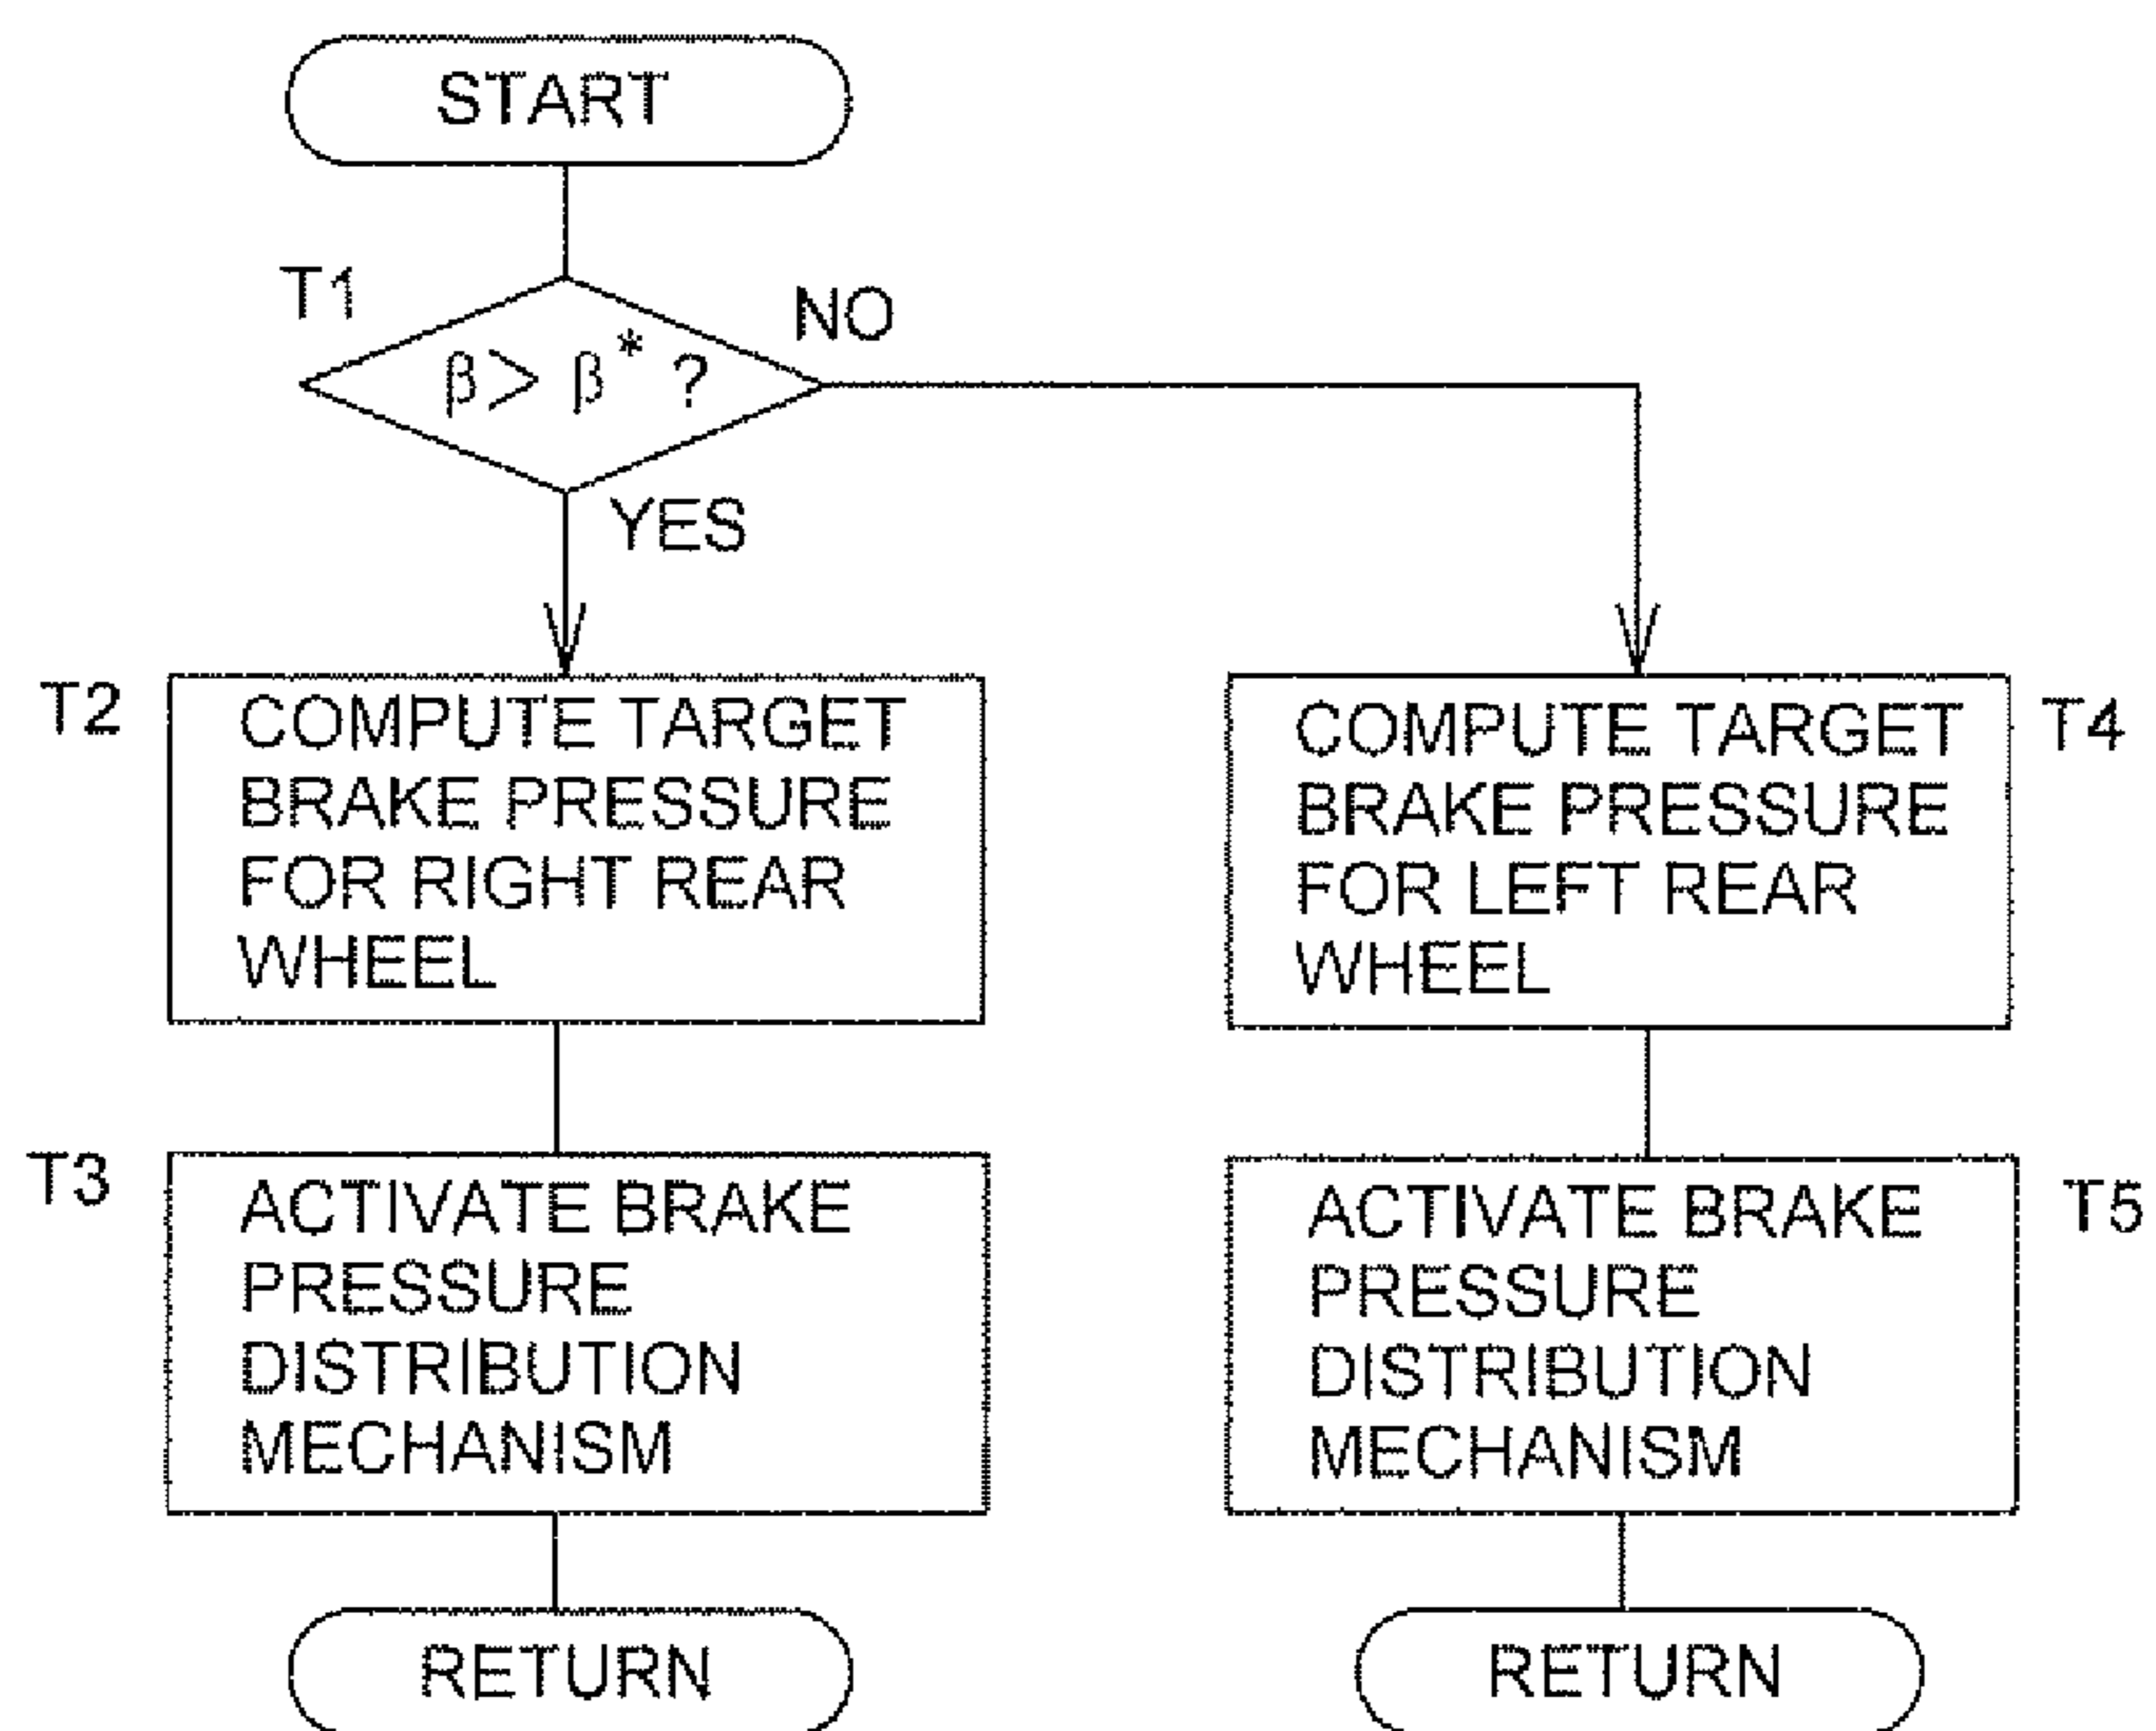 START
T1
β> β* ?
NO
YES
T2
COMPUTE TARGET
BRAKE PRESSURE
FOR RIGHT REAR
WHEEL
COMPUTE TARGET
BRAKE PRESSURE
FOR LEFT REAR
WHEEL
T4
T3
ACTIVATE BRAKE
PRESSURE
DISTRIBUTION
MECHANISM
ACTIVATE BRAKE
PRESSURE
DISTRIBUTION
MECHANISM
T5
RETURN
RETURN